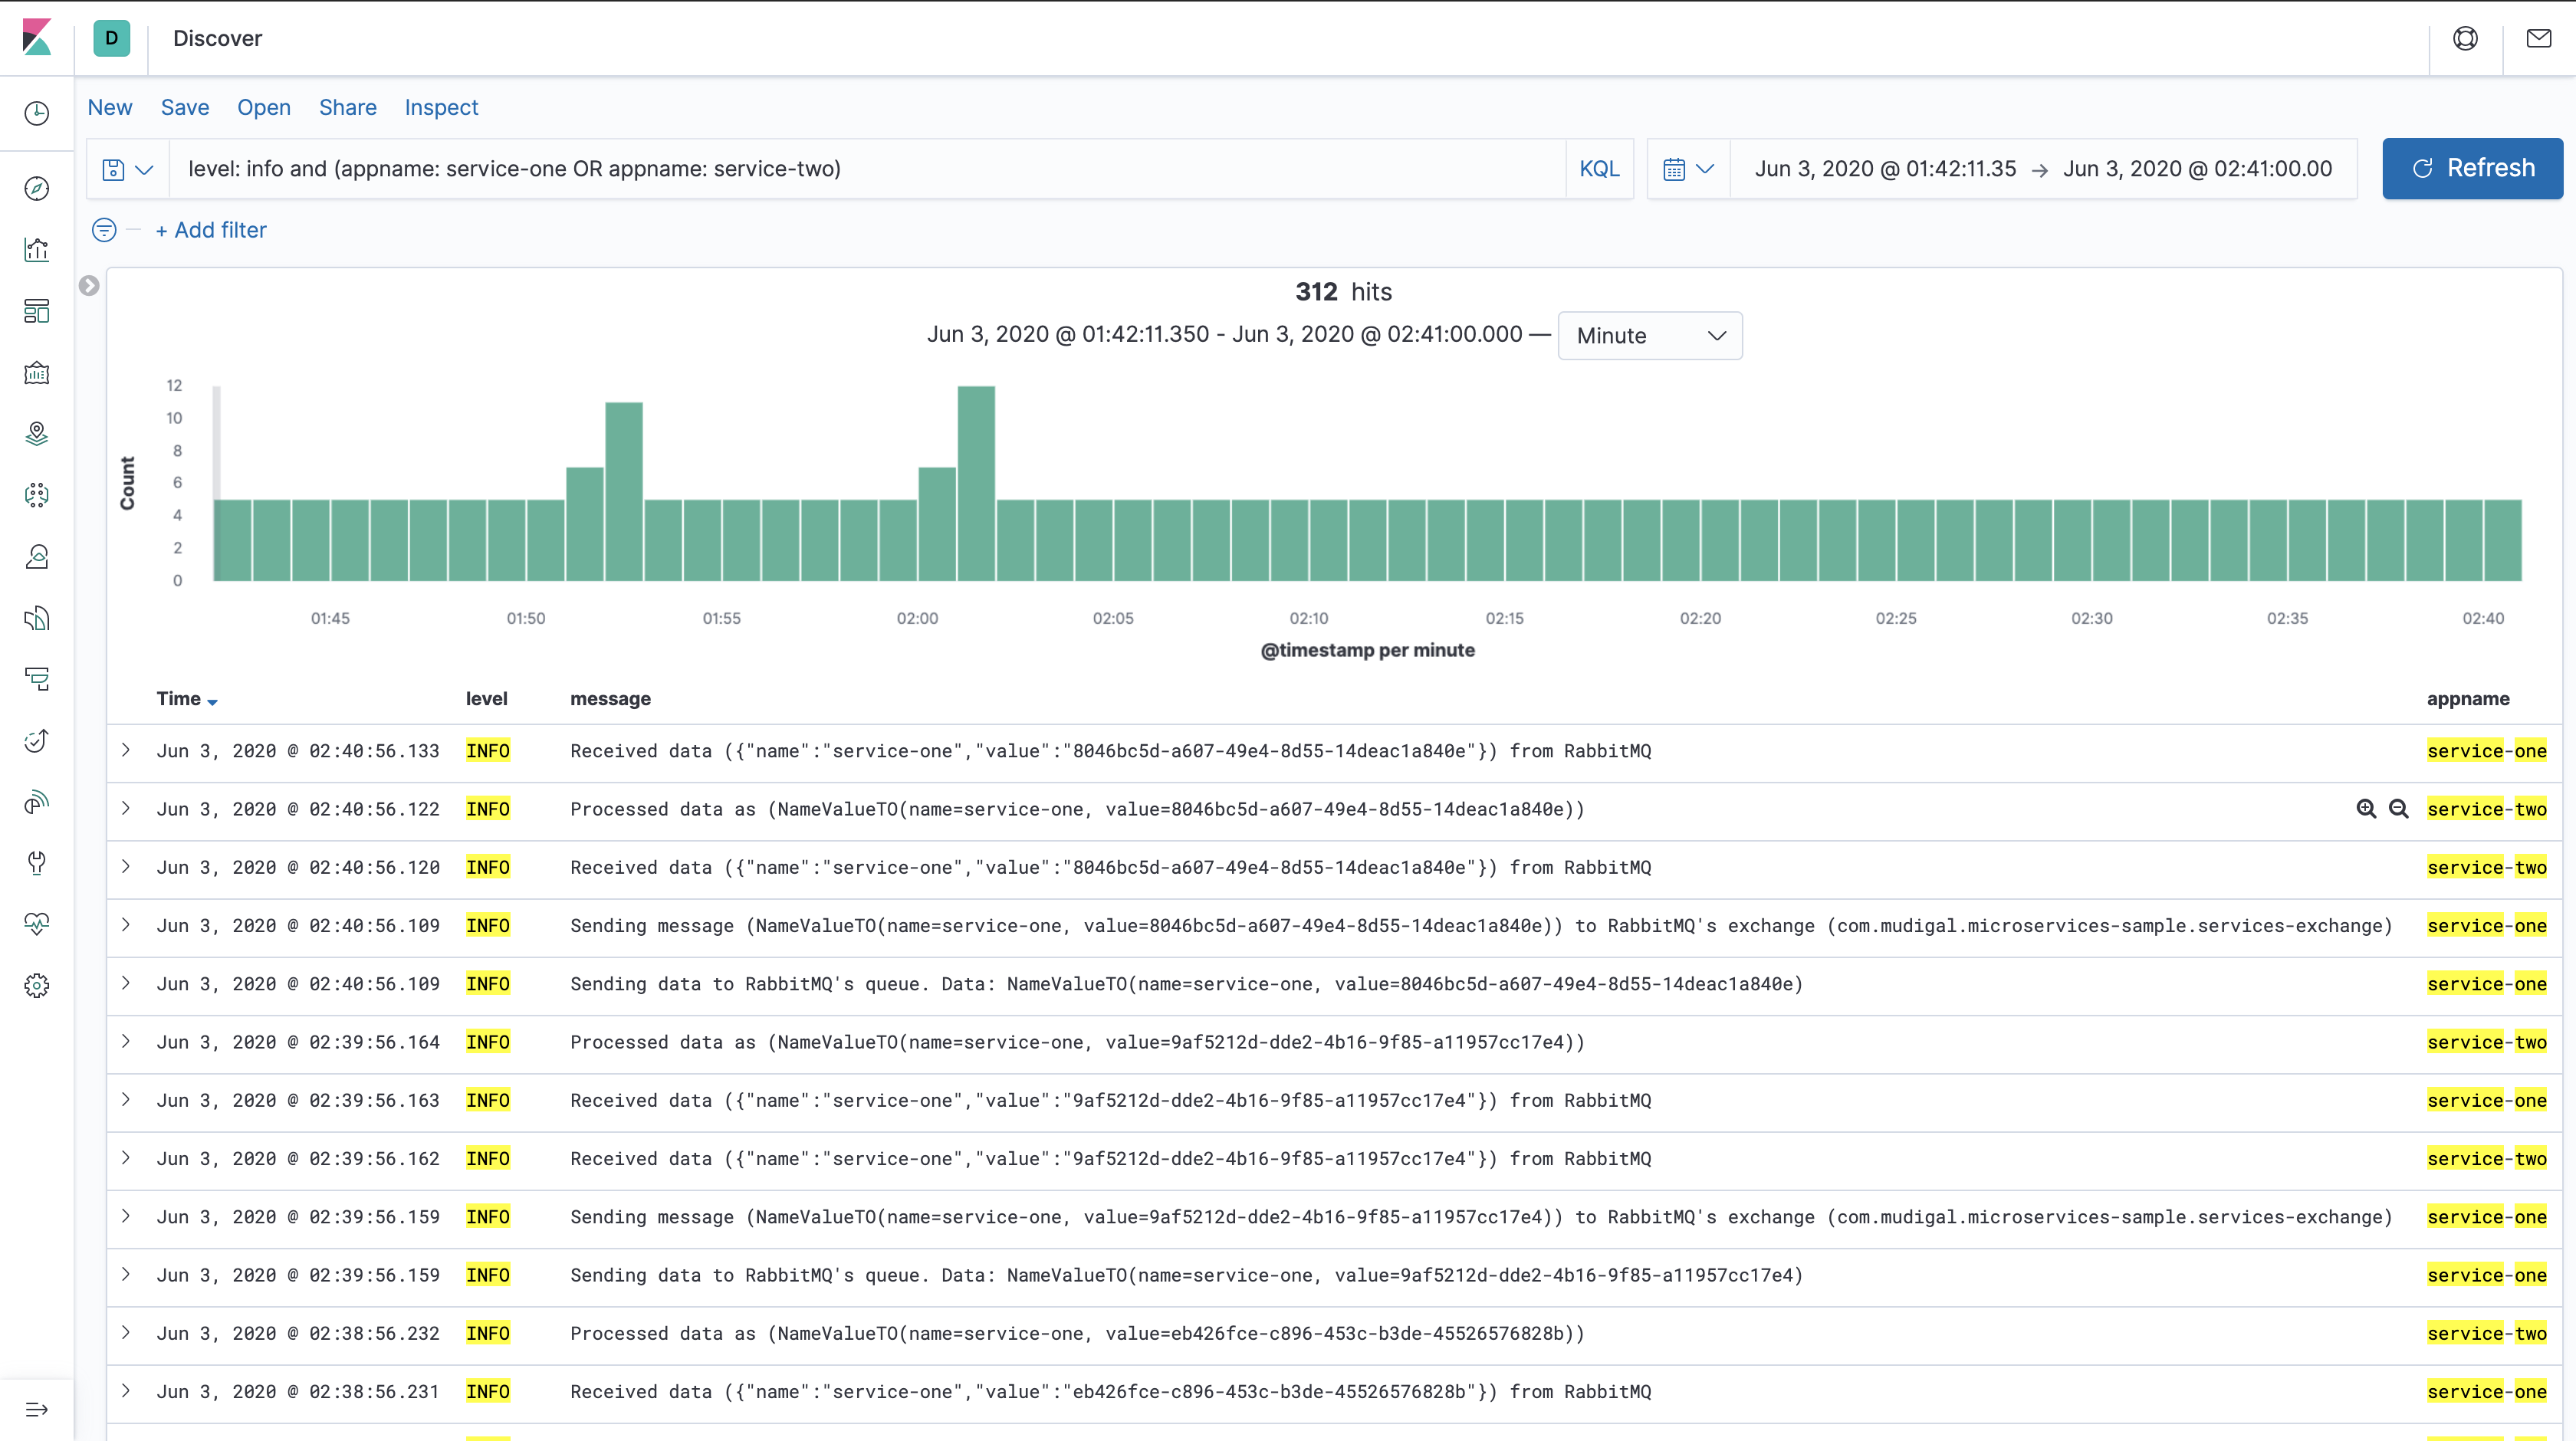 D Discover
New Save Open Share Inspect
level: info and (appname: service-one OR appname: service-two) KQL Jun 3, 2020 @ 01:42:11.35 → Jun 3, 2020 @ 02:41:00.00 Refresh
+ Add filter
312 hits
Jun 3, 2020 @ 01:42:11.350 - Jun 3, 2020 @ 02:41:00.000 — Minute
12
10
8
6
4
2
0
Count
01:45 01:50 01:55 02:00 02:05 02:10 02:15 02:20 02:25 02:30 02:35 02:40
@timestamp per minute
Time level message appname
Jun 3, 2020 @ 02:40:56.133 INFO Received data ({"name":"service-one","value":"8046bc5d-a607-49e4-8d55-14deac1a840e"}) from RabbitMQ service-one
Jun 3, 2020 @ 02:40:56.122 INFO Processed data as (NameValueTO(name=service-one, value=8046bc5d-a607-49e4-8d55-14deac1a840e)) service-two
Jun 3, 2020 @ 02:40:56.120 INFO Received data ({"name":"service-one","value":"8046bc5d-a607-49e4-8d55-14deac1a840e"}) from RabbitMQ service-two
Jun 3, 2020 @ 02:40:56.109 INFO Sending message (NameValueTO(name=service-one, value=8046bc5d-a607-49e4-8d55-14deac1a840e)) to RabbitMQ's exchange (com.mudigal.microservices-sample.services-exchange) service-one
Jun 3, 2020 @ 02:40:56.109 INFO Sending data to RabbitMQ's queue. Data: NameValueTO(name=service-one, value=8046bc5d-a607-49e4-8d55-14deac1a840e) service-one
Jun 3, 2020 @ 02:39:56.164 INFO Processed data as (NameValueTO(name=service-one, value=9af5212d-dde2-4b16-9f85-a11957cc17e4)) service-two
Jun 3, 2020 @ 02:39:56.163 INFO Received data ({"name":"service-one","value":"9af5212d-dde2-4b16-9f85-a11957cc17e4"}) from RabbitMQ service-one
Jun 3, 2020 @ 02:39:56.162 INFO Received data ({"name":"service-one","value":"9af5212d-dde2-4b16-9f85-a11957cc17e4"}) from RabbitMQ service-two
Jun 3, 2020 @ 02:39:56.159 INFO Sending message (NameValueTO(name=service-one, value=9af5212d-dde2-4b16-9f85-a11957cc17e4)) to RabbitMQ's exchange (com.mudigal.microservices-sample.services-exchange) service-one
Jun 3, 2020 @ 02:39:56.159 INFO Sending data to RabbitMQ's queue. Data: NameValueTO(name=service-one, value=9af5212d-dde2-4b16-9f85-a11957cc17e4) service-one
Jun 3, 2020 @ 02:38:56.232 INFO Processed data as (NameValueTO(name=service-one, value=eb426fce-c896-453c-b3de-45526576828b)) service-two
Jun 3, 2020 @ 02:38:56.231 INFO Received data ({"name":"service-one","value":"eb426fce-c896-453c-b3de-45526576828b"}) from RabbitMQ service-one